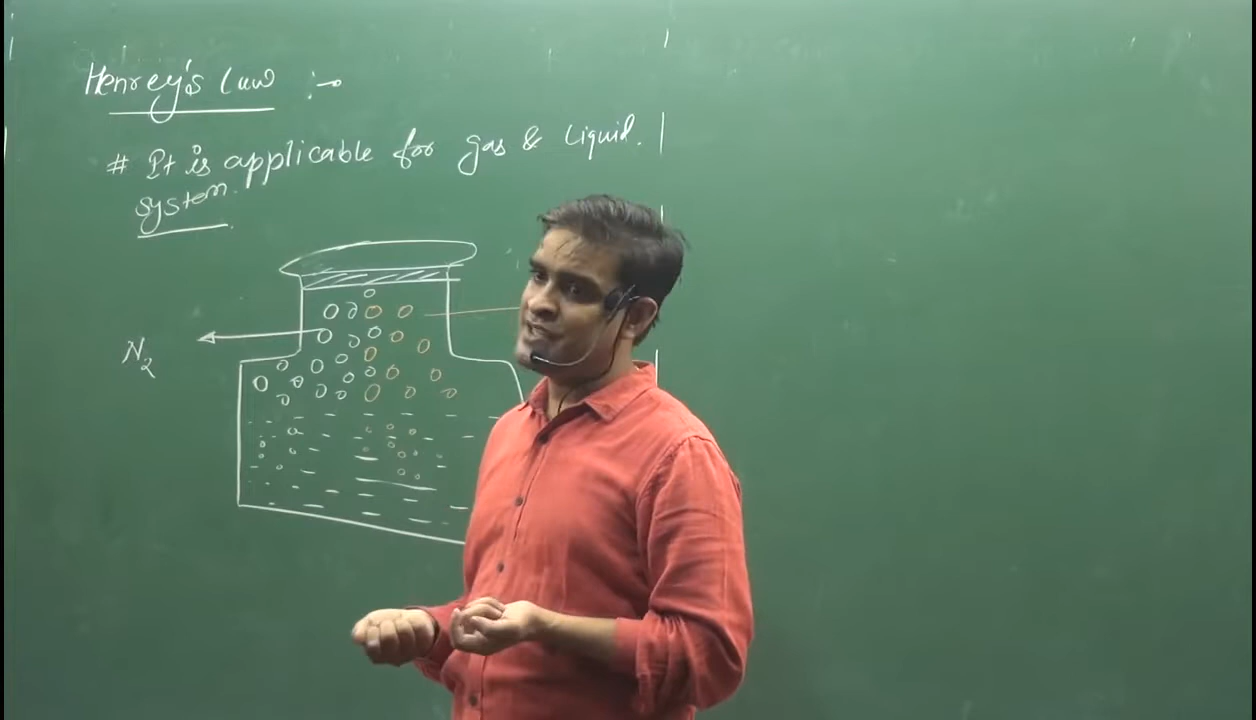 Henrey's Law :-
# It is applicable for gas & Liquid.
system.
N₂